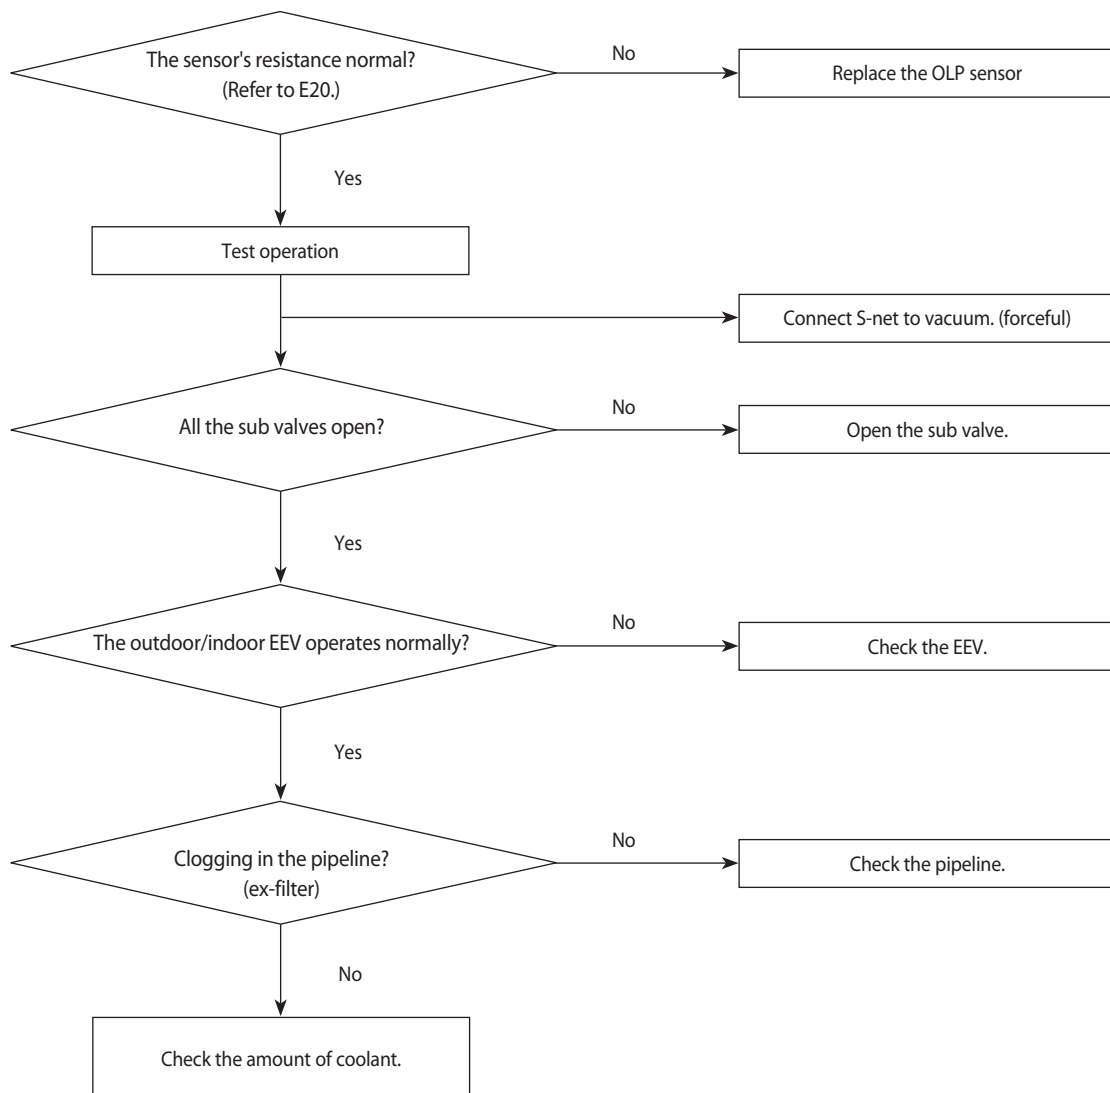 The sensor's resistance normal?
(Refer to E20.)
No
Replace the OLP sensor
Yes
Test operation
Connect S-net to vacuum. (forceful)
All the sub valves open?
No
Open the sub valve.
Yes
The outdoor/indoor EEV operates normally?
No
Check the EEV.
Yes
Clogging in the pipeline?
(ex-filter)
No
Check the pipeline.
No
Check the amount of coolant.